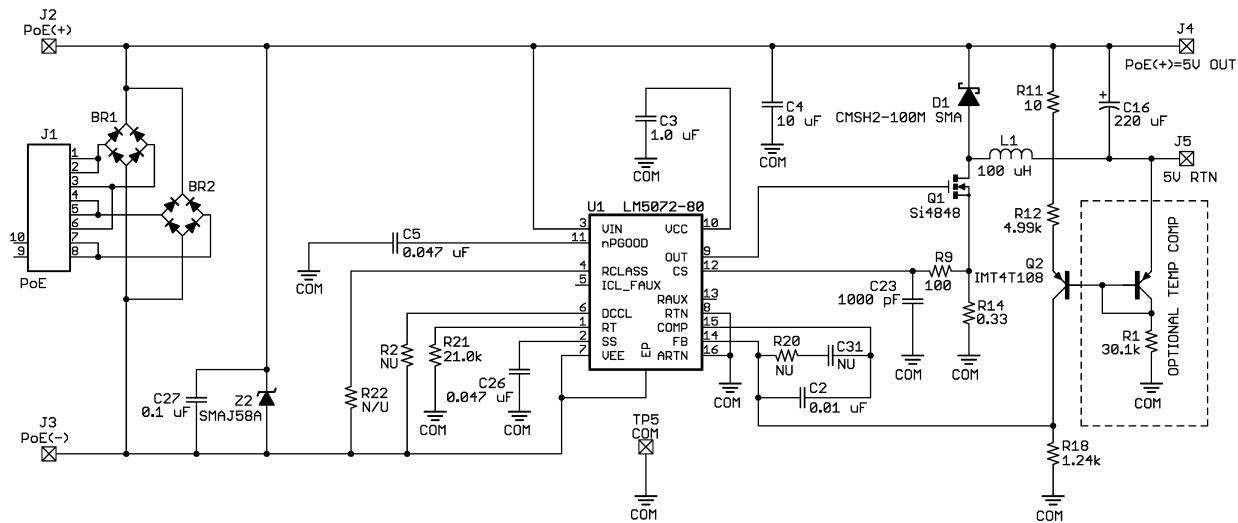 J2
PoE(+)
J4
PoE(+)=5V OUT
BR1
J1
1
2
3
4
5
6
7
8
10
9
PoE
BR2
C3
1.0 uF
COM
C4
10 uF
COM
D1
CMSH2-100M SMA
R11
10
C16
220 uF
L1
100 uH
J5
5V RTN
Q1
Si4848
R12
4.99k
Q2
IMT4T108
U1 LM5072-80
3 VIN
11 nPGOOD
4 RCLASS
5 ICL_FAUX
6 DCCL
1 RT
2 SS
7 VEE
EP
VCC 10
OUT 9
CS 12
RAUX 13
RTN 8
COMP 15
FB 14
ARTN 16
C5
0.047 uF
COM
R9
100
C23
1000 pF
COM
R14
0.33
COM
R1
30.1k
COM
OPTIONAL TEMP COMP
R2
NU
R21
21.0k
COM
C26
0.047 uF
COM
R22
N/U
R20
NU
C31
NU
C2
0.01 uF
COM
C27
0.1 uF
Z2
SMAJ58A
J3
PoE(-)
TP5
COM
COM
R18
1.24k
COM